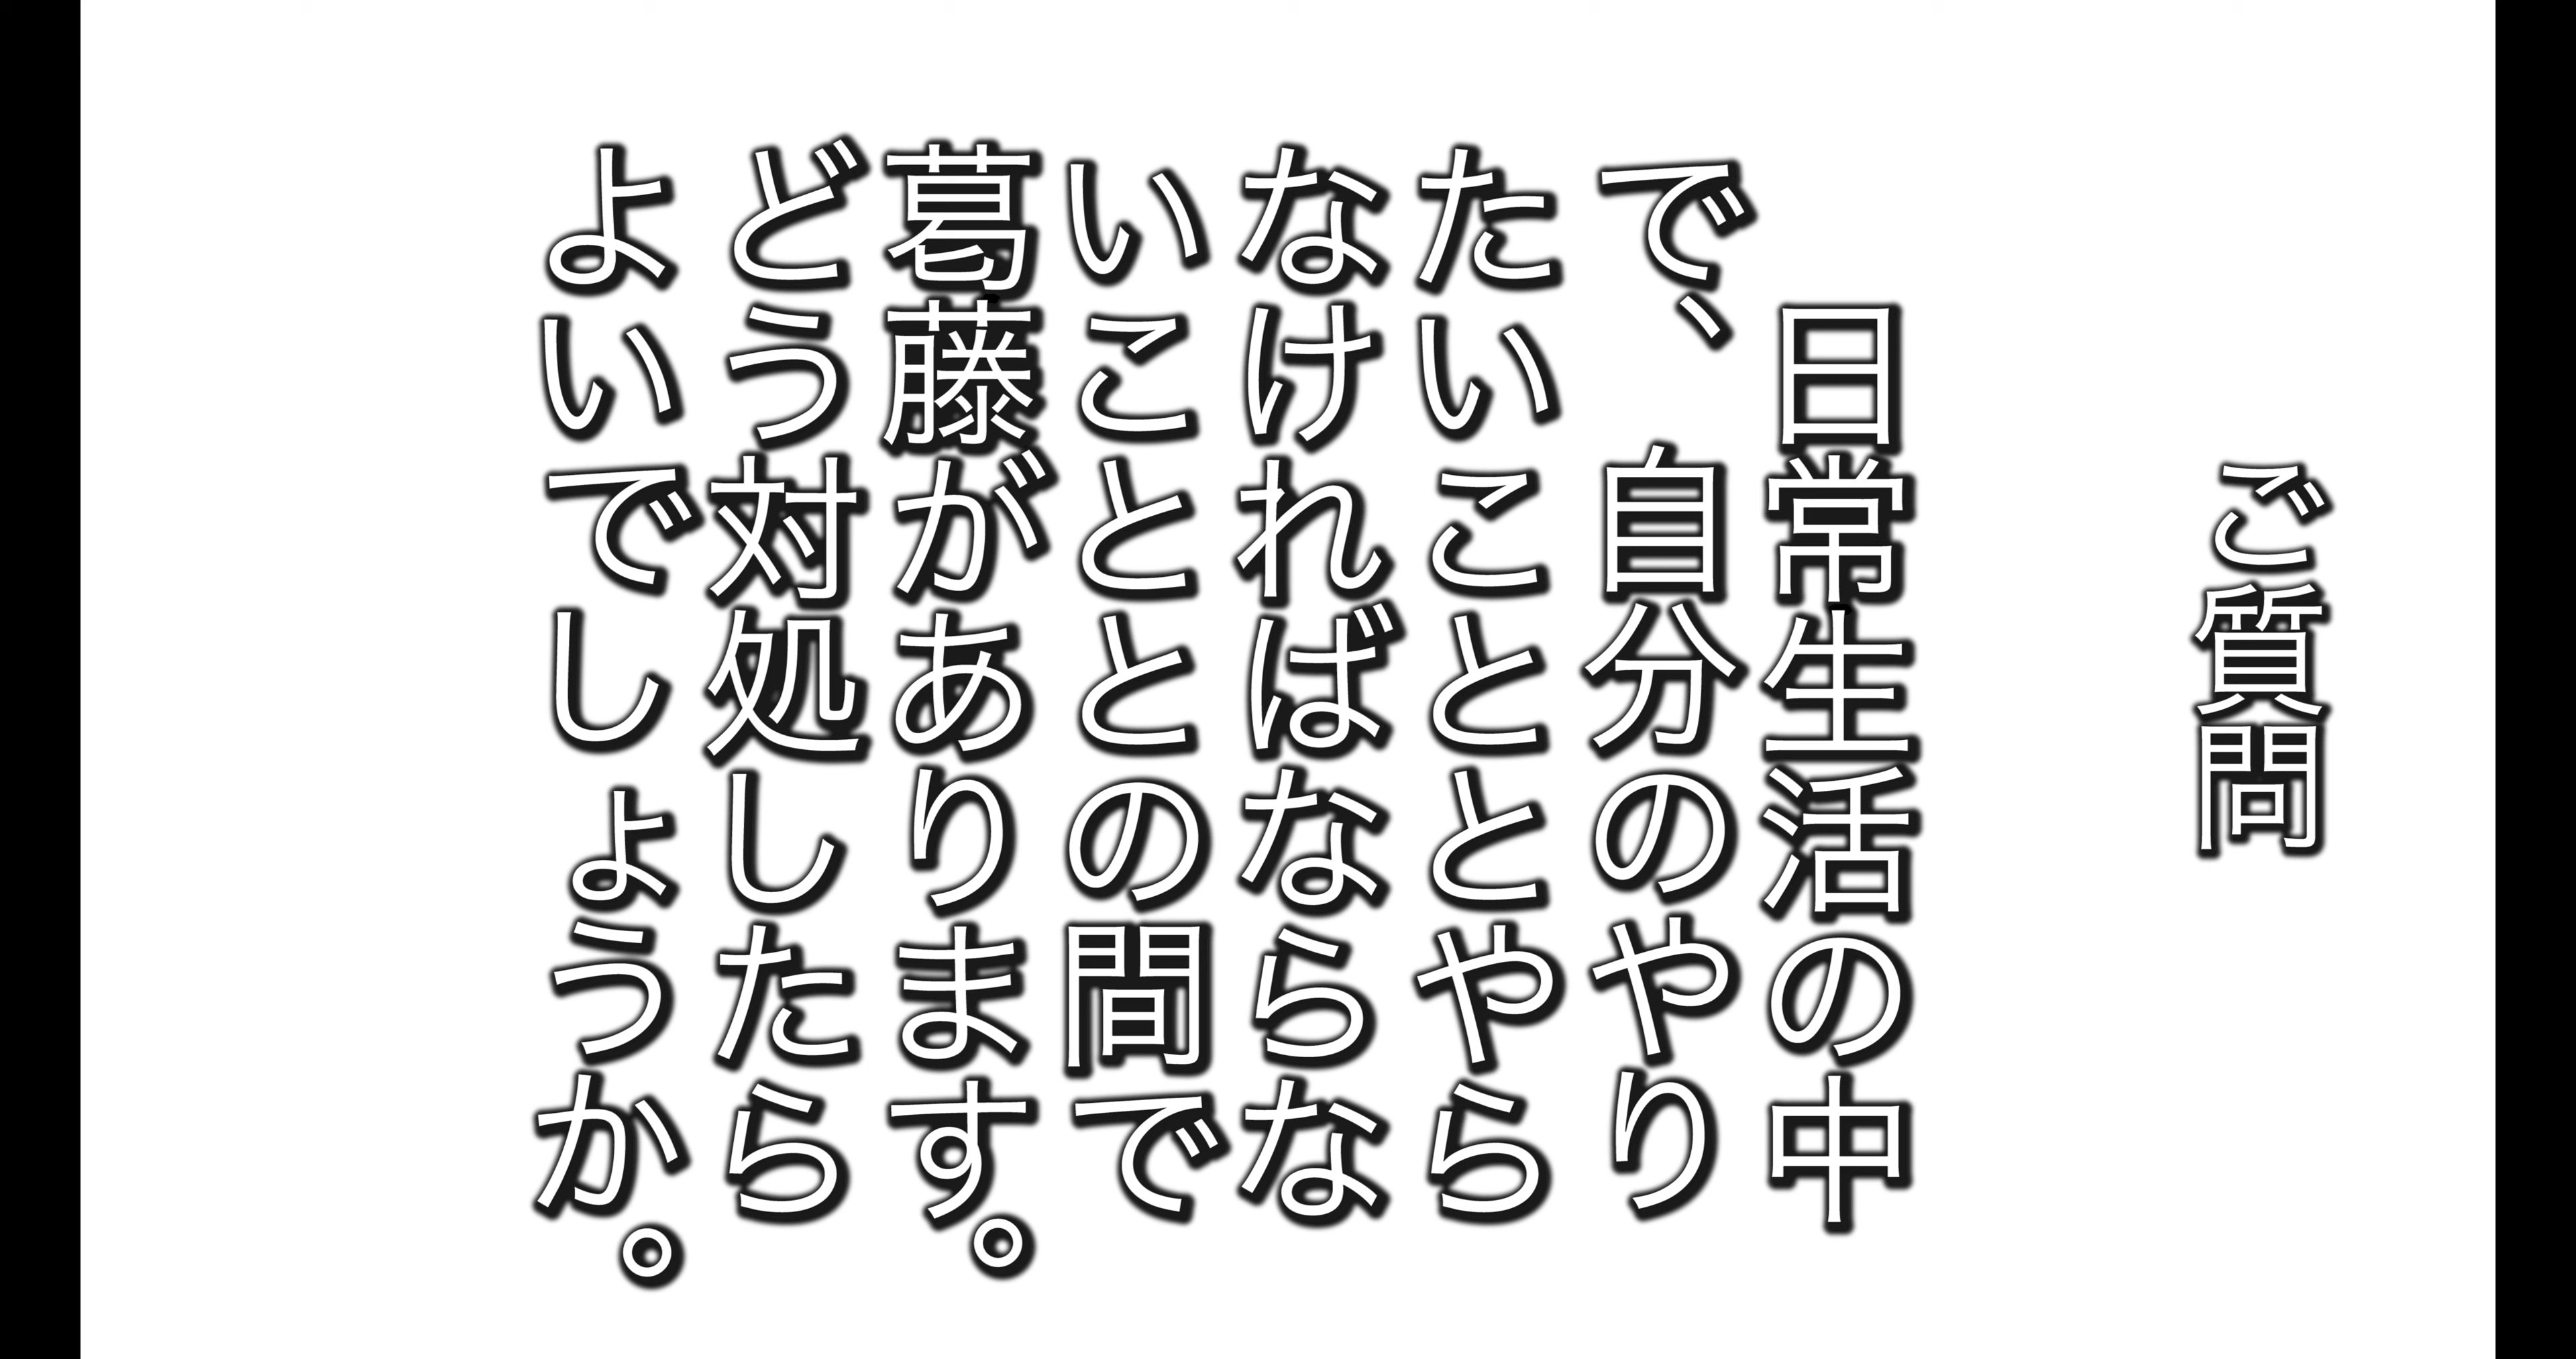 ご質問
日常生活の中
で、自分のやり
たいこととやら
なければならな
いこととの間で
葛藤があります。
どう対処したら
よいでしょうか。